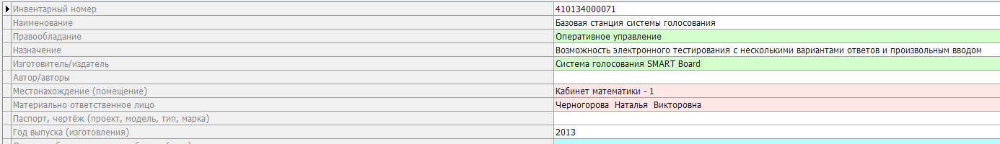 Инвентарный номер 410134000071
Наименование Базовая станция системы голосования
Правообладание Оперативное управление
Назначение Возможность электронного тестирования с несколькими вариантами ответов и произвольным вводом
Изготовитель/издатель Система голосования SMART Board
Автор/авторы
Местонахождение (помещение) Кабинет математики - 1
Материально ответственное лицо Черногорова Наталья Викторовна
Паспорт, чертёж (проект, модель, тип, марка)
Год выпуска (изготовления) 2013